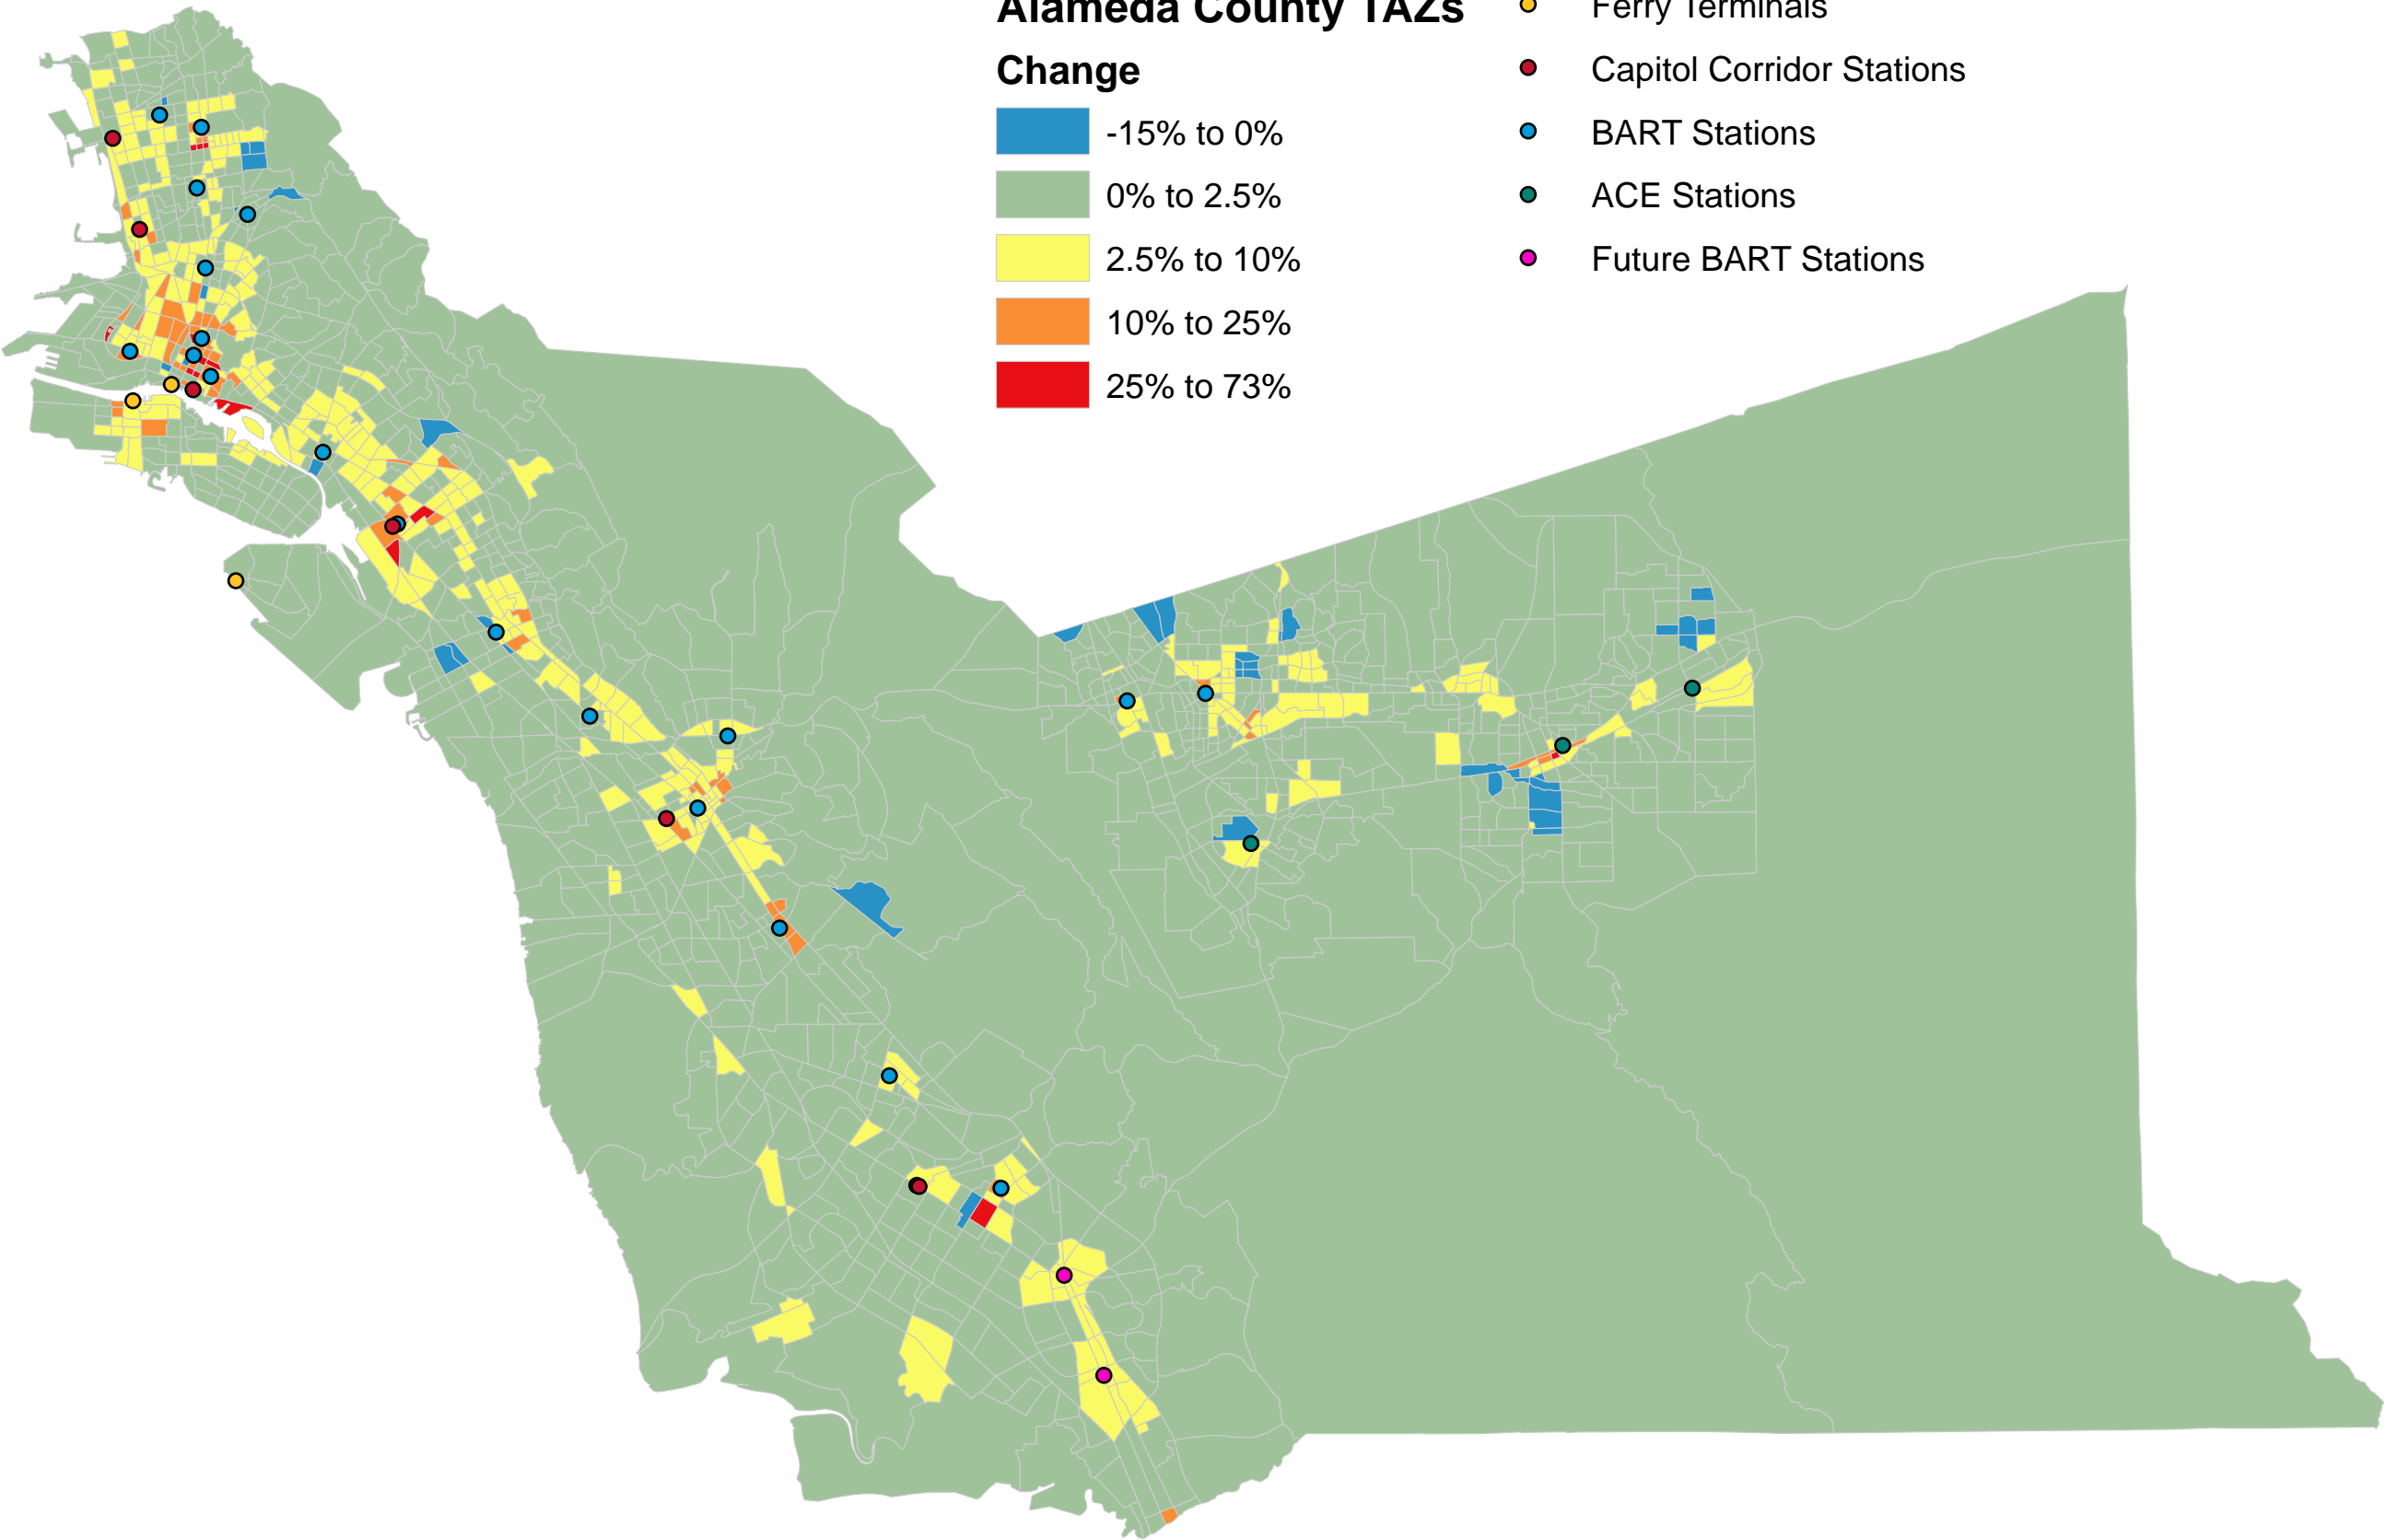 Alameda County TAZs
Change
-15% to 0%
0% to 2.5%
2.5% to 10%
10% to 25%
25% to 73%
Ferry Terminals
Capitol Corridor Stations
BART Stations
ACE Stations
Future BART Stations